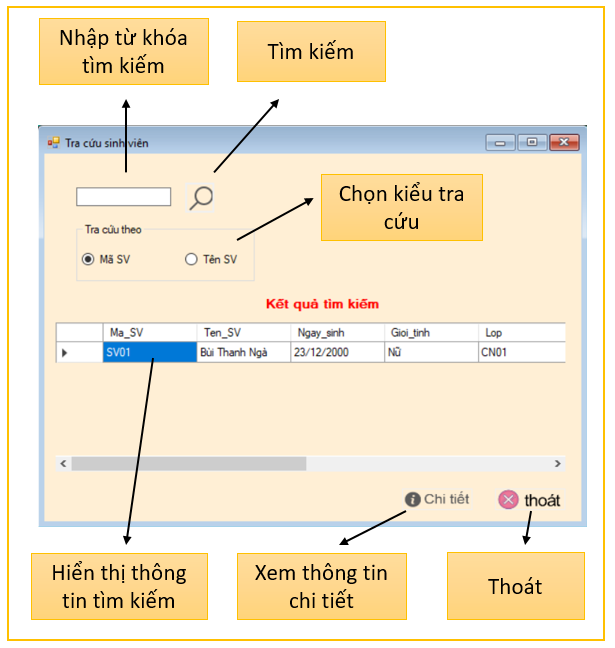 Nhập từ khóa
tìm kiếm
Tìm kiếm
Tra cứu sinh viên
Chọn kiểu tra
cứu
Tra cứu theo
Mã SV
Tên SV
Kết quả tìm kiếm
Ma_SV Ten_SV Ngay_sinh Gioi_tinh Lop
SV01 Bùi Thanh Ngà 23/12/2000 Nữ CN01
Chi tiết
thoát
Hiển thị thông
tin tìm kiếm
Xem thông tin
chi tiết
Thoát